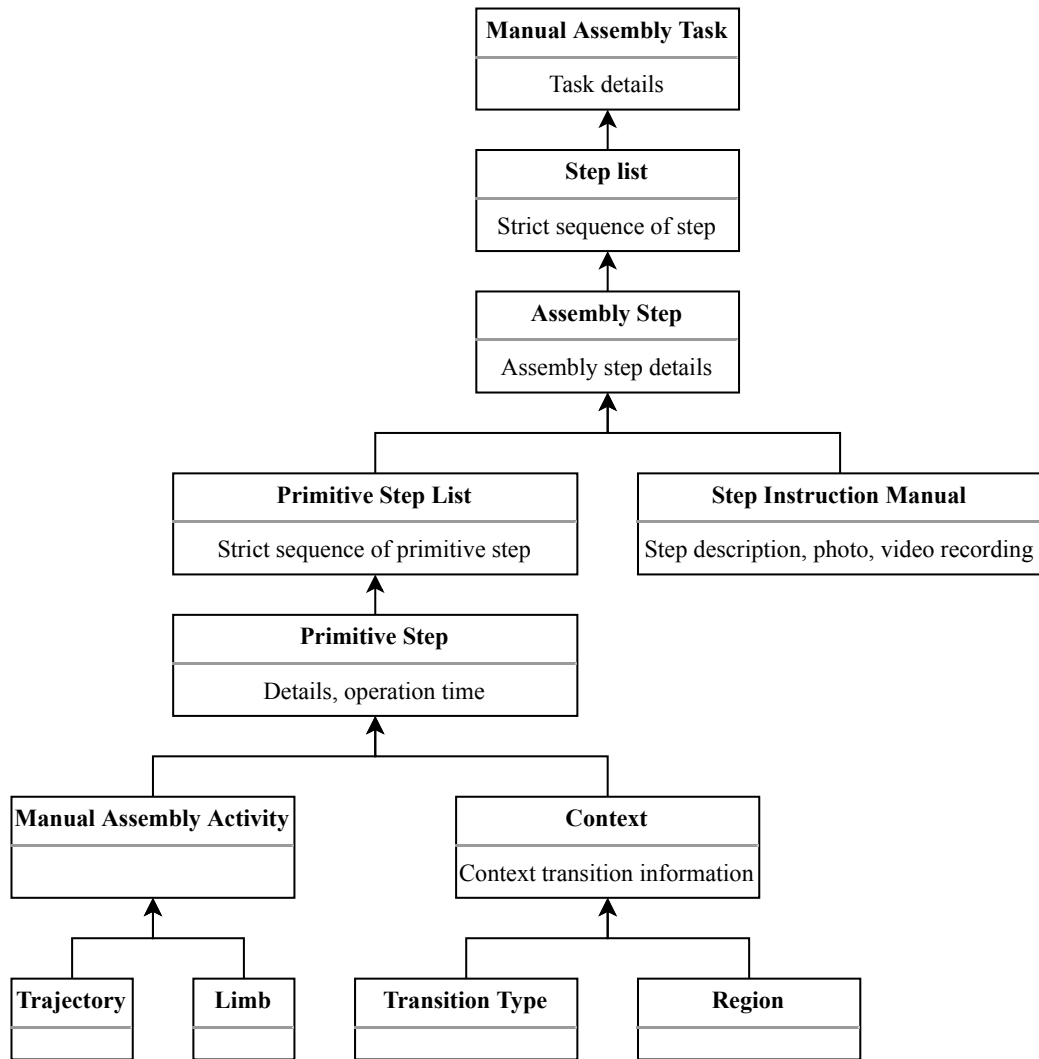 Manual Assembly Task
Task details
Step list
Strict sequence of step
Assembly Step
Assembly step details
Primitive Step List
Strict sequence of primitive step
Step Instruction Manual
Step description, photo, video recording
Primitive Step
Details, operation time
Manual Assembly Activity
Context
Context transition information
Trajectory
Limb
Transition Type
Region